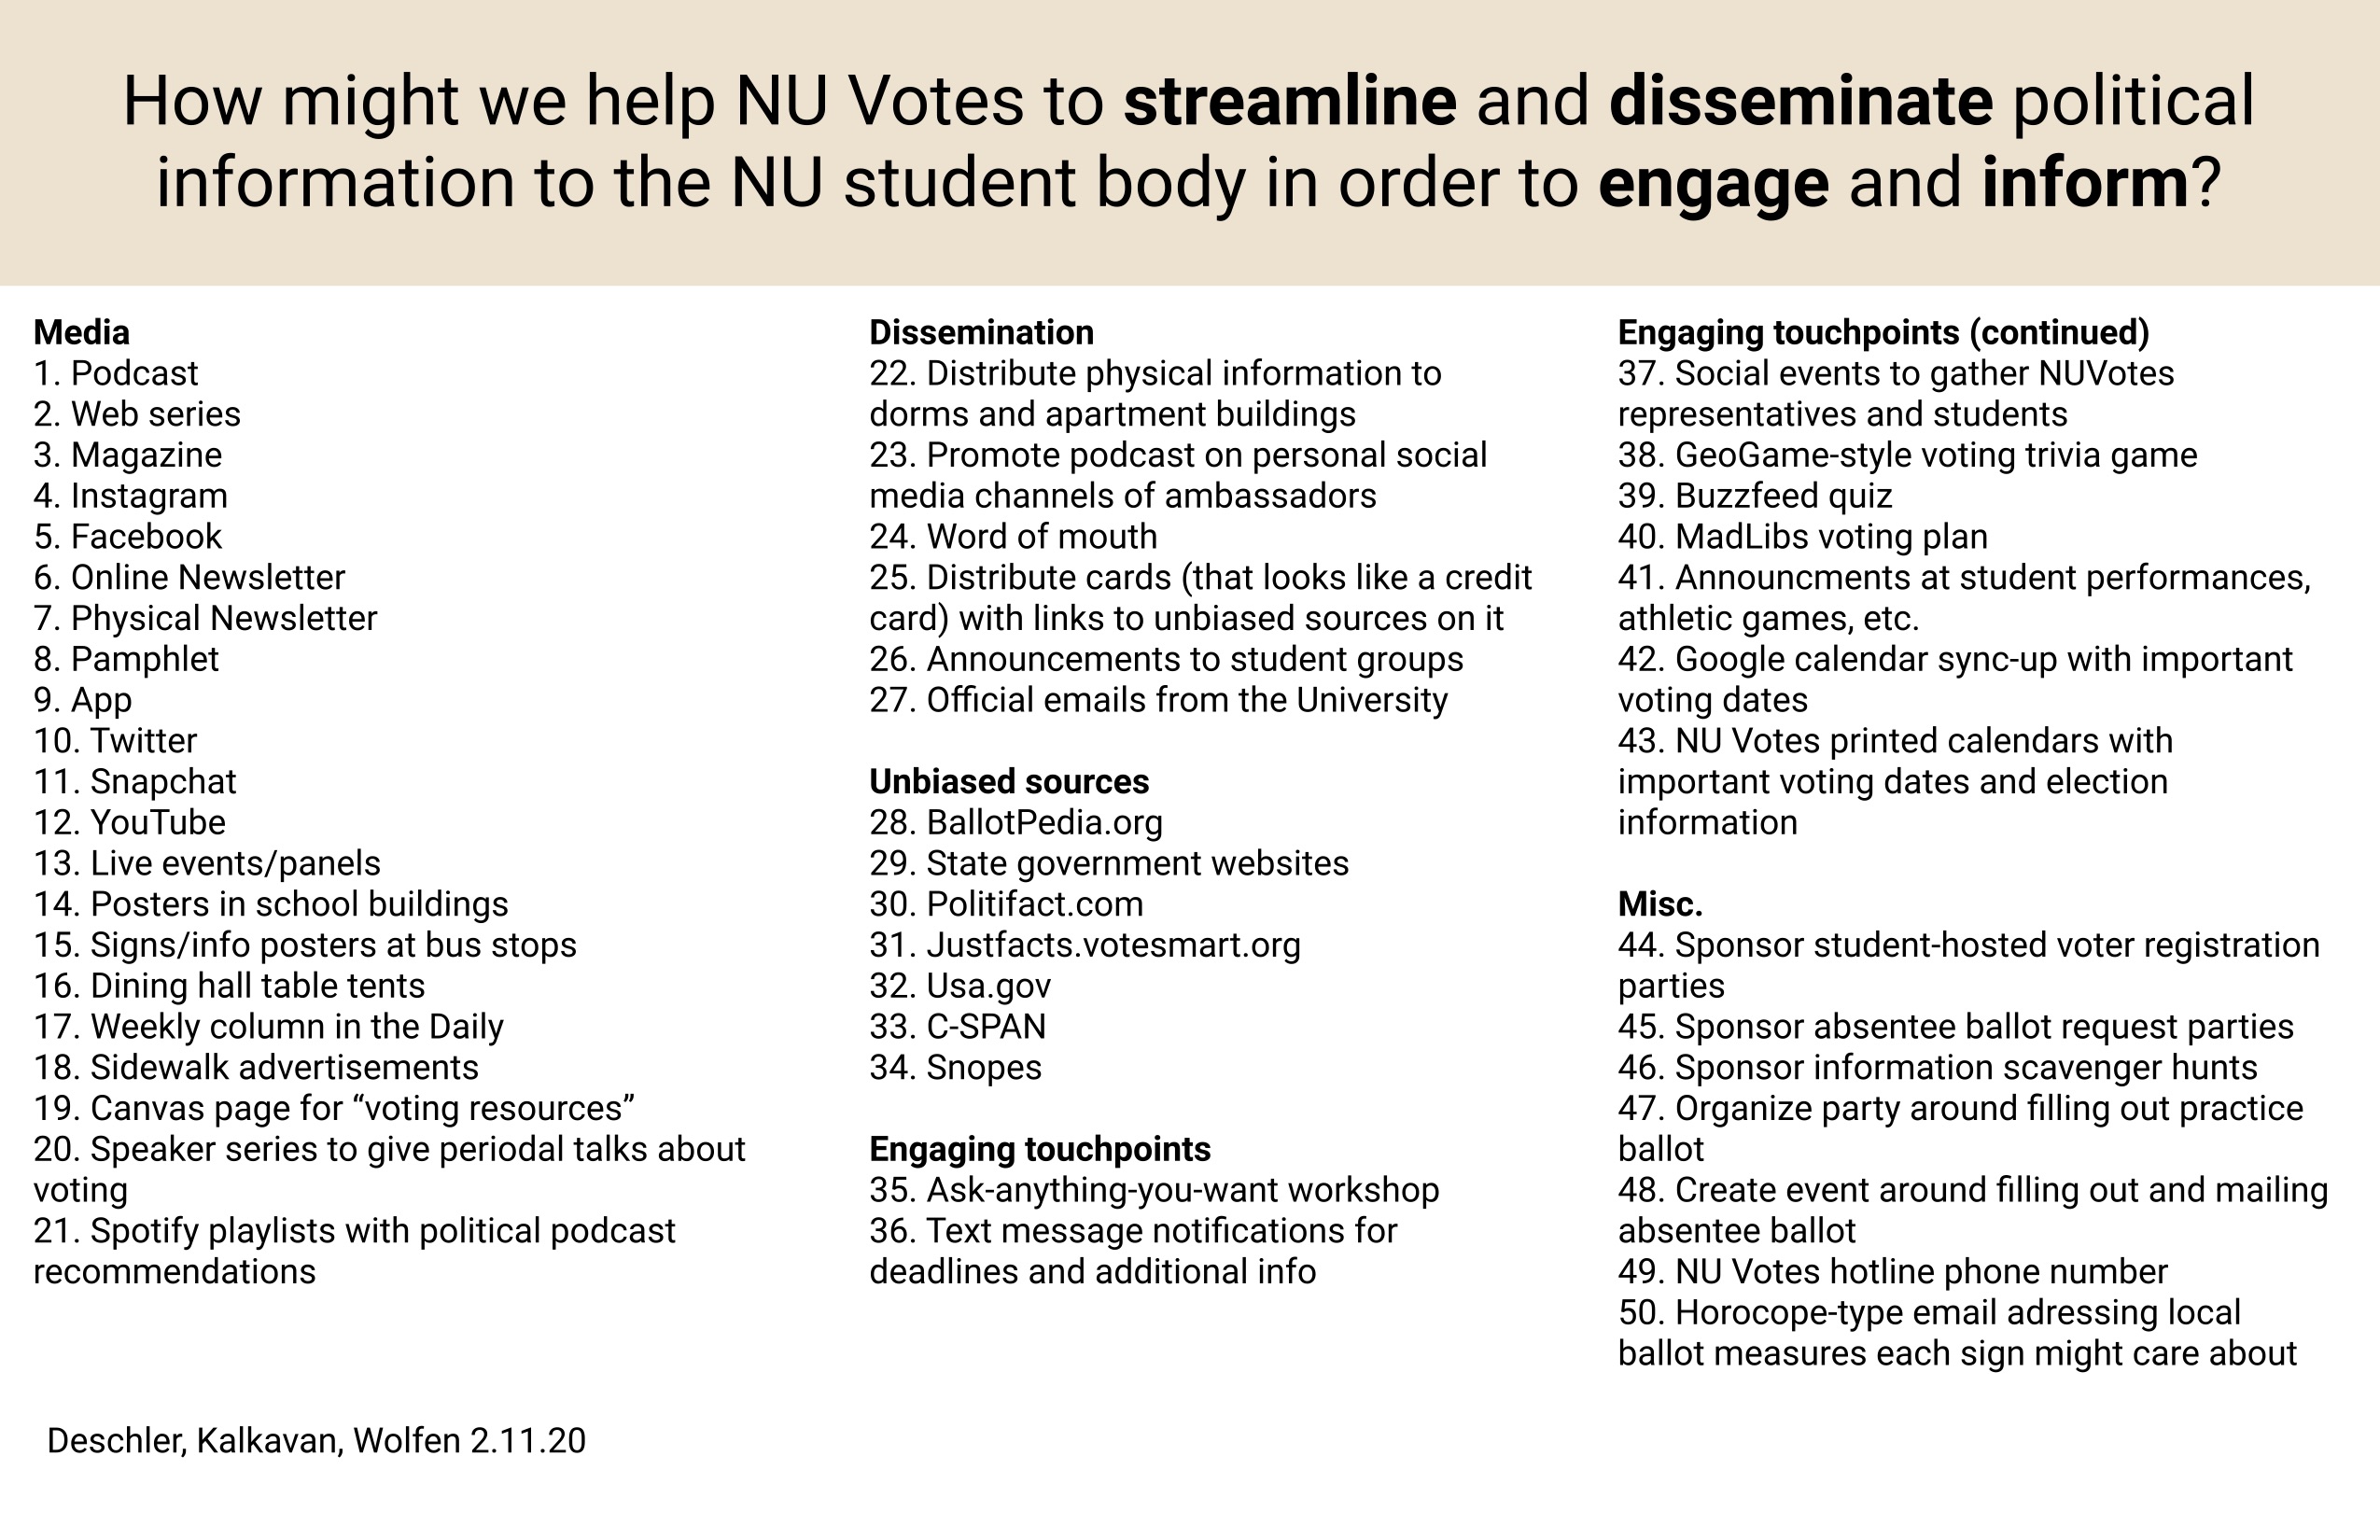 How might we help NU Votes to streamline and disseminate political
information to the NU student body in order to engage and inform?
Media
1. Podcast
2. Web series
3. Magazine
4. Instagram
5. Facebook
6. Online Newsletter
7. Physical Newsletter
8. Pamphlet
9. App
10. Twitter
11. Snapchat
12. YouTube
13. Live events/panels
14. Posters in school buildings
15. Signs/info posters at bus stops
16. Dining hall table tents
17. Weekly column in the Daily
18. Sidewalk advertisements
19. Canvas page for “voting resources”
20. Speaker series to give periodal talks about
voting
21. Spotify playlists with political podcast
recommendations
Dissemination
22. Distribute physical information to
dorms and apartment buildings
23. Promote podcast on personal social
media channels of ambassadors
24. Word of mouth
25. Distribute cards (that looks like a credit
card) with links to unbiased sources on it
26. Announcements to student groups
27. Official emails from the University
Unbiased sources
28. BallotPedia.org
29. State government websites
30. Politifact.com
31. Justfacts.votesmart.org
32. Usa.gov
33. C-SPAN
34. Snopes
Engaging touchpoints
35. Ask-anything-you-want workshop
36. Text message notifications for
deadlines and additional info
Engaging touchpoints (continued)
37. Social events to gather NUVotes
representatives and students
38. GeoGame-style voting trivia game
39. Buzzfeed quiz
40. MadLibs voting plan
41. Announcments at student performances,
athletic games, etc.
42. Google calendar sync-up with important
voting dates
43. NU Votes printed calendars with
important voting dates and election
information
Misc.
44. Sponsor student-hosted voter registration
parties
45. Sponsor absentee ballot request parties
46. Sponsor information scavenger hunts
47. Organize party around filling out practice
ballot
48. Create event around filling out and mailing
absentee ballot
49. NU Votes hotline phone number
50. Horocope-type email adressing local
ballot measures each sign might care about
Deschler, Kalkavan, Wolfen 2.11.20